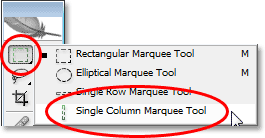 Rectangular Marquee Tool M
Elliptical Marquee Tool M
Single Row Marquee Tool
Single Column Marquee Tool